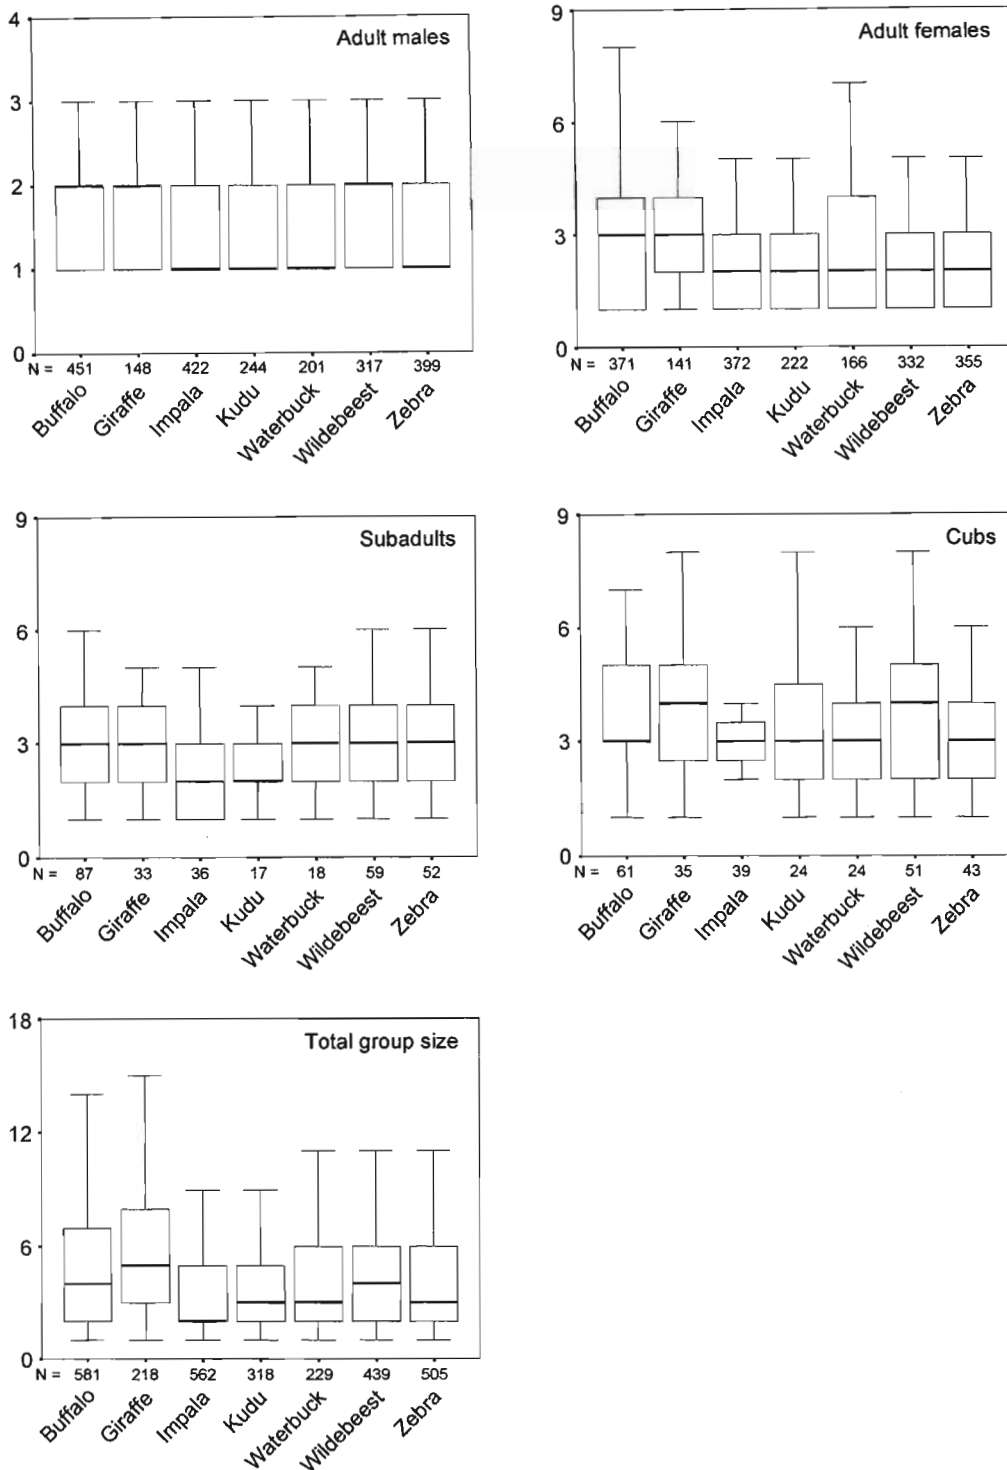 Adult males
4
3
2
1
0
N = 451 148 422 244 201 317 399
Buffalo Giraffe Impala Kudu Waterbuck Wildebeest Zebra
Adult females
9
6
3
0
N = 371 141 372 222 166 332 355
Buffalo Giraffe Impala Kudu Waterbuck Wildebeest Zebra
Subadults
9
6
3
0
N = 87 33 36 17 18 59 52
Buffalo Giraffe Impala Kudu Waterbuck Wildebeest Zebra
Cubs
9
6
3
0
N = 61 35 39 24 24 51 43
Buffalo Giraffe Impala Kudu Waterbuck Wildebeest Zebra
Total group size
18
12
6
0
N = 581 218 562 318 229 439 505
Buffalo Giraffe Impala Kudu Waterbuck Wildebeest Zebra